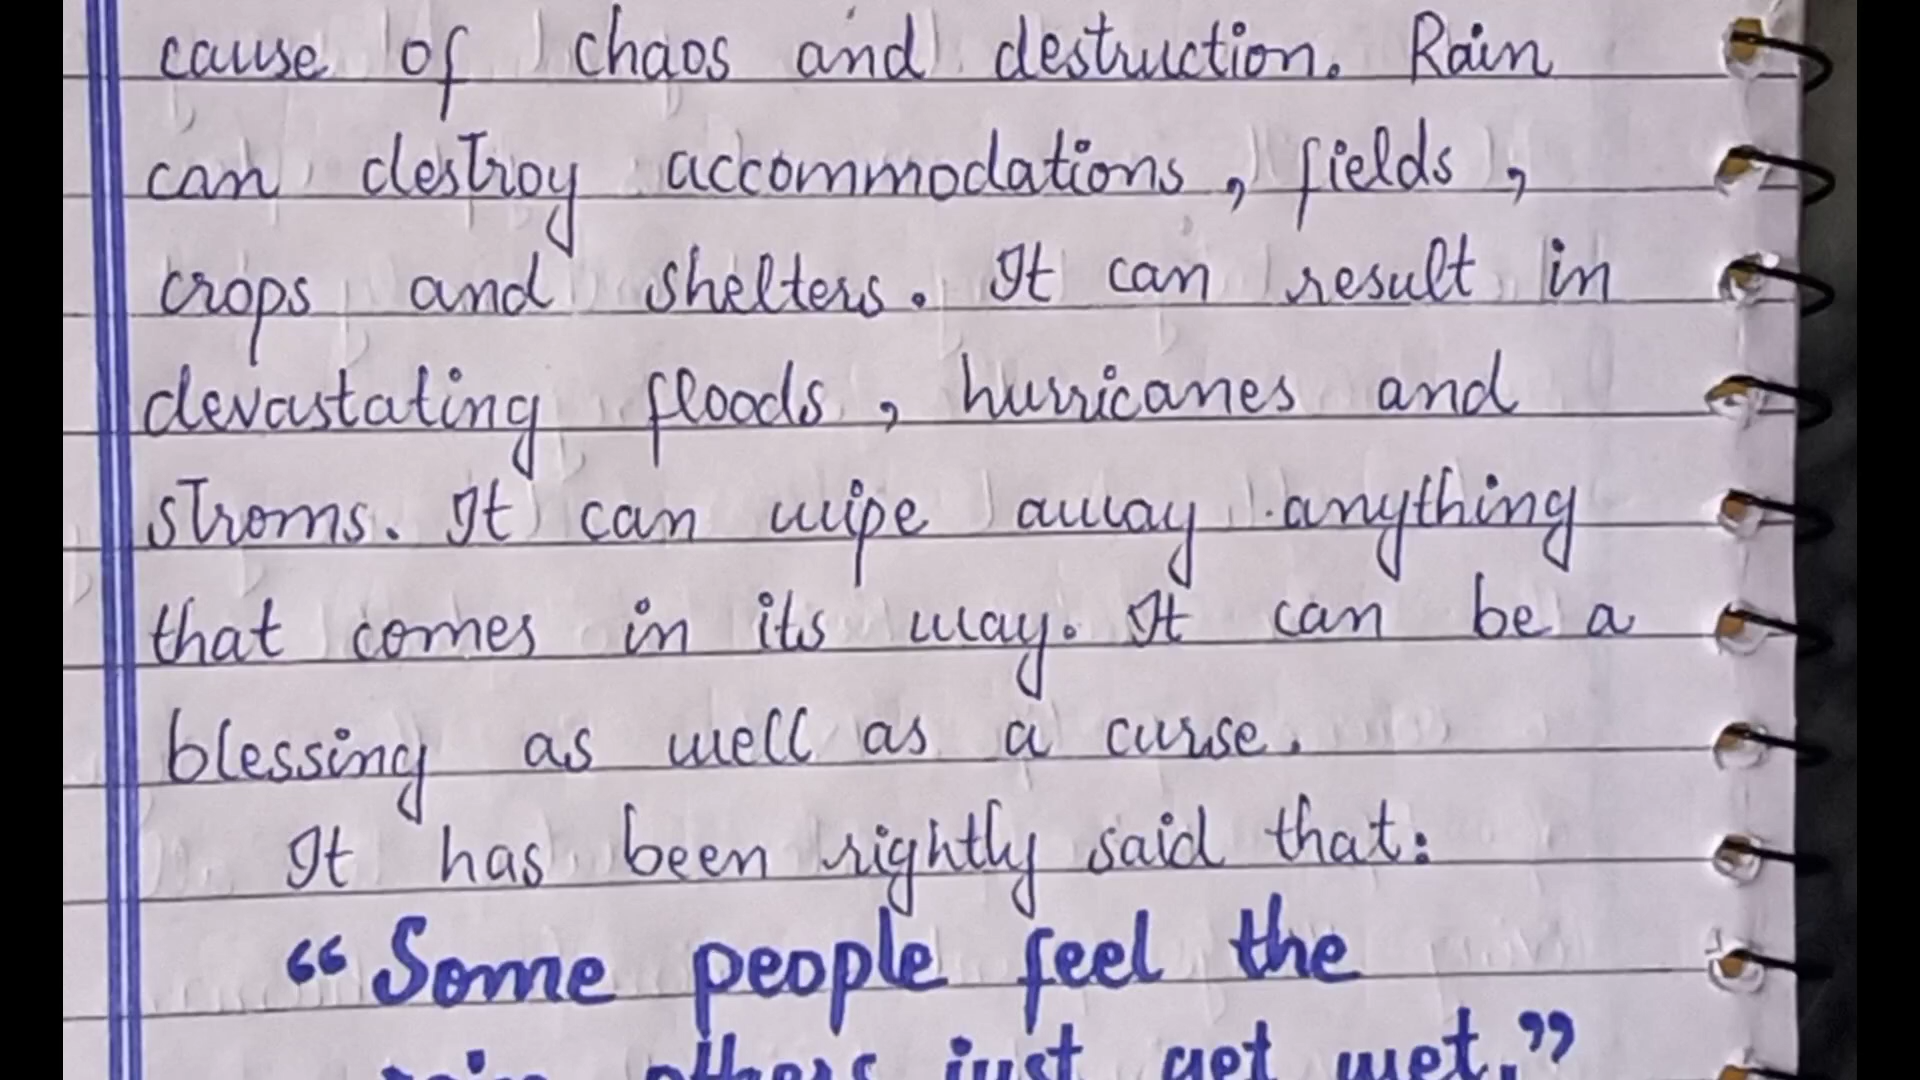 cause of chaos and destruction. Rain
can destroy accommodations, fields,
crops and shelters. It can result in
devastating floods, hurricanes and
stroms. It can wipe away anything
that comes in its way. It can be a
blessing as well as a curse.
It has been rightly said that:
"Some people feel the
rain others just get wet."